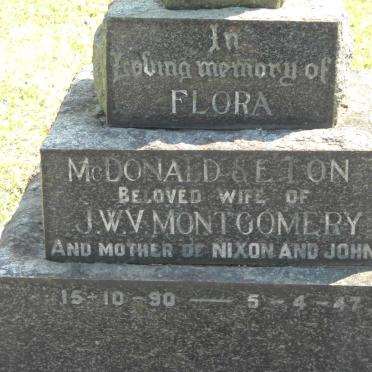 In
Loving memory of
FLORA
McDONALD
BELOVED WIFE OF
J.W.V MONTGOMERY
AND MOTHER OF NIXON AND JOHN
15-10-90 — 5-4-47